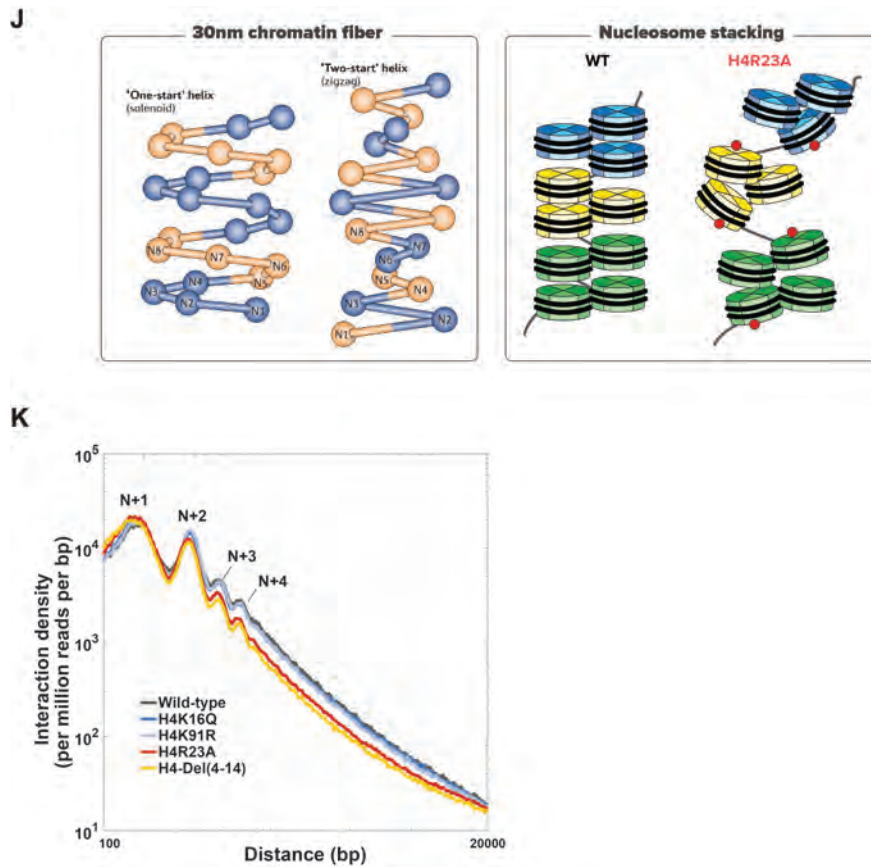 J
30nm chromatin fiber
'One-start' helix
(solenoid)
'Two-start' helix
(zigzag)
N8
N7
N6
N5
N4
N3
N2
N1
N8
N7
N6
N5
N4
N3
N2
N1
Nucleosome stacking
WT
H4R23A
K
Interaction density
(per million reads per bp)
10^5
10^4
10^3
10^2
10^1
N+1
N+2
N+3
N+4
Wild-type
H4K16Q
H4K91R
H4R23A
H4-Del(4-14)
100
20000
Distance (bp)